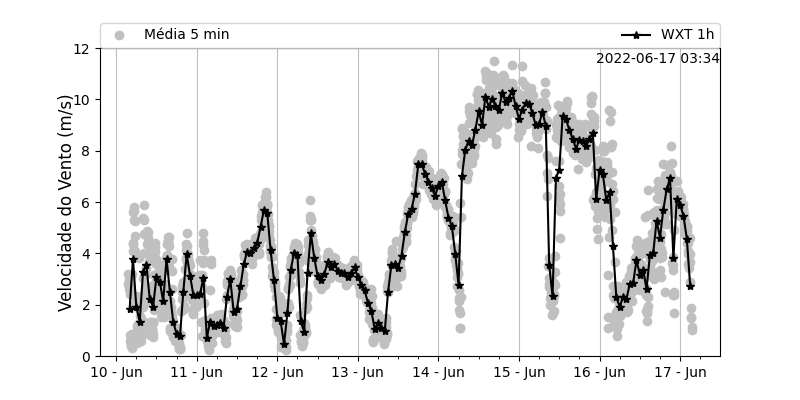 Média 5 min
WXT 1h
2022-06-17 03:34
Velocidade do Vento (m/s)
12
10
8
6
4
2
0
10 - Jun
11 - Jun
12 - Jun
13 - Jun
14 - Jun
15 - Jun
16 - Jun
17 - Jun